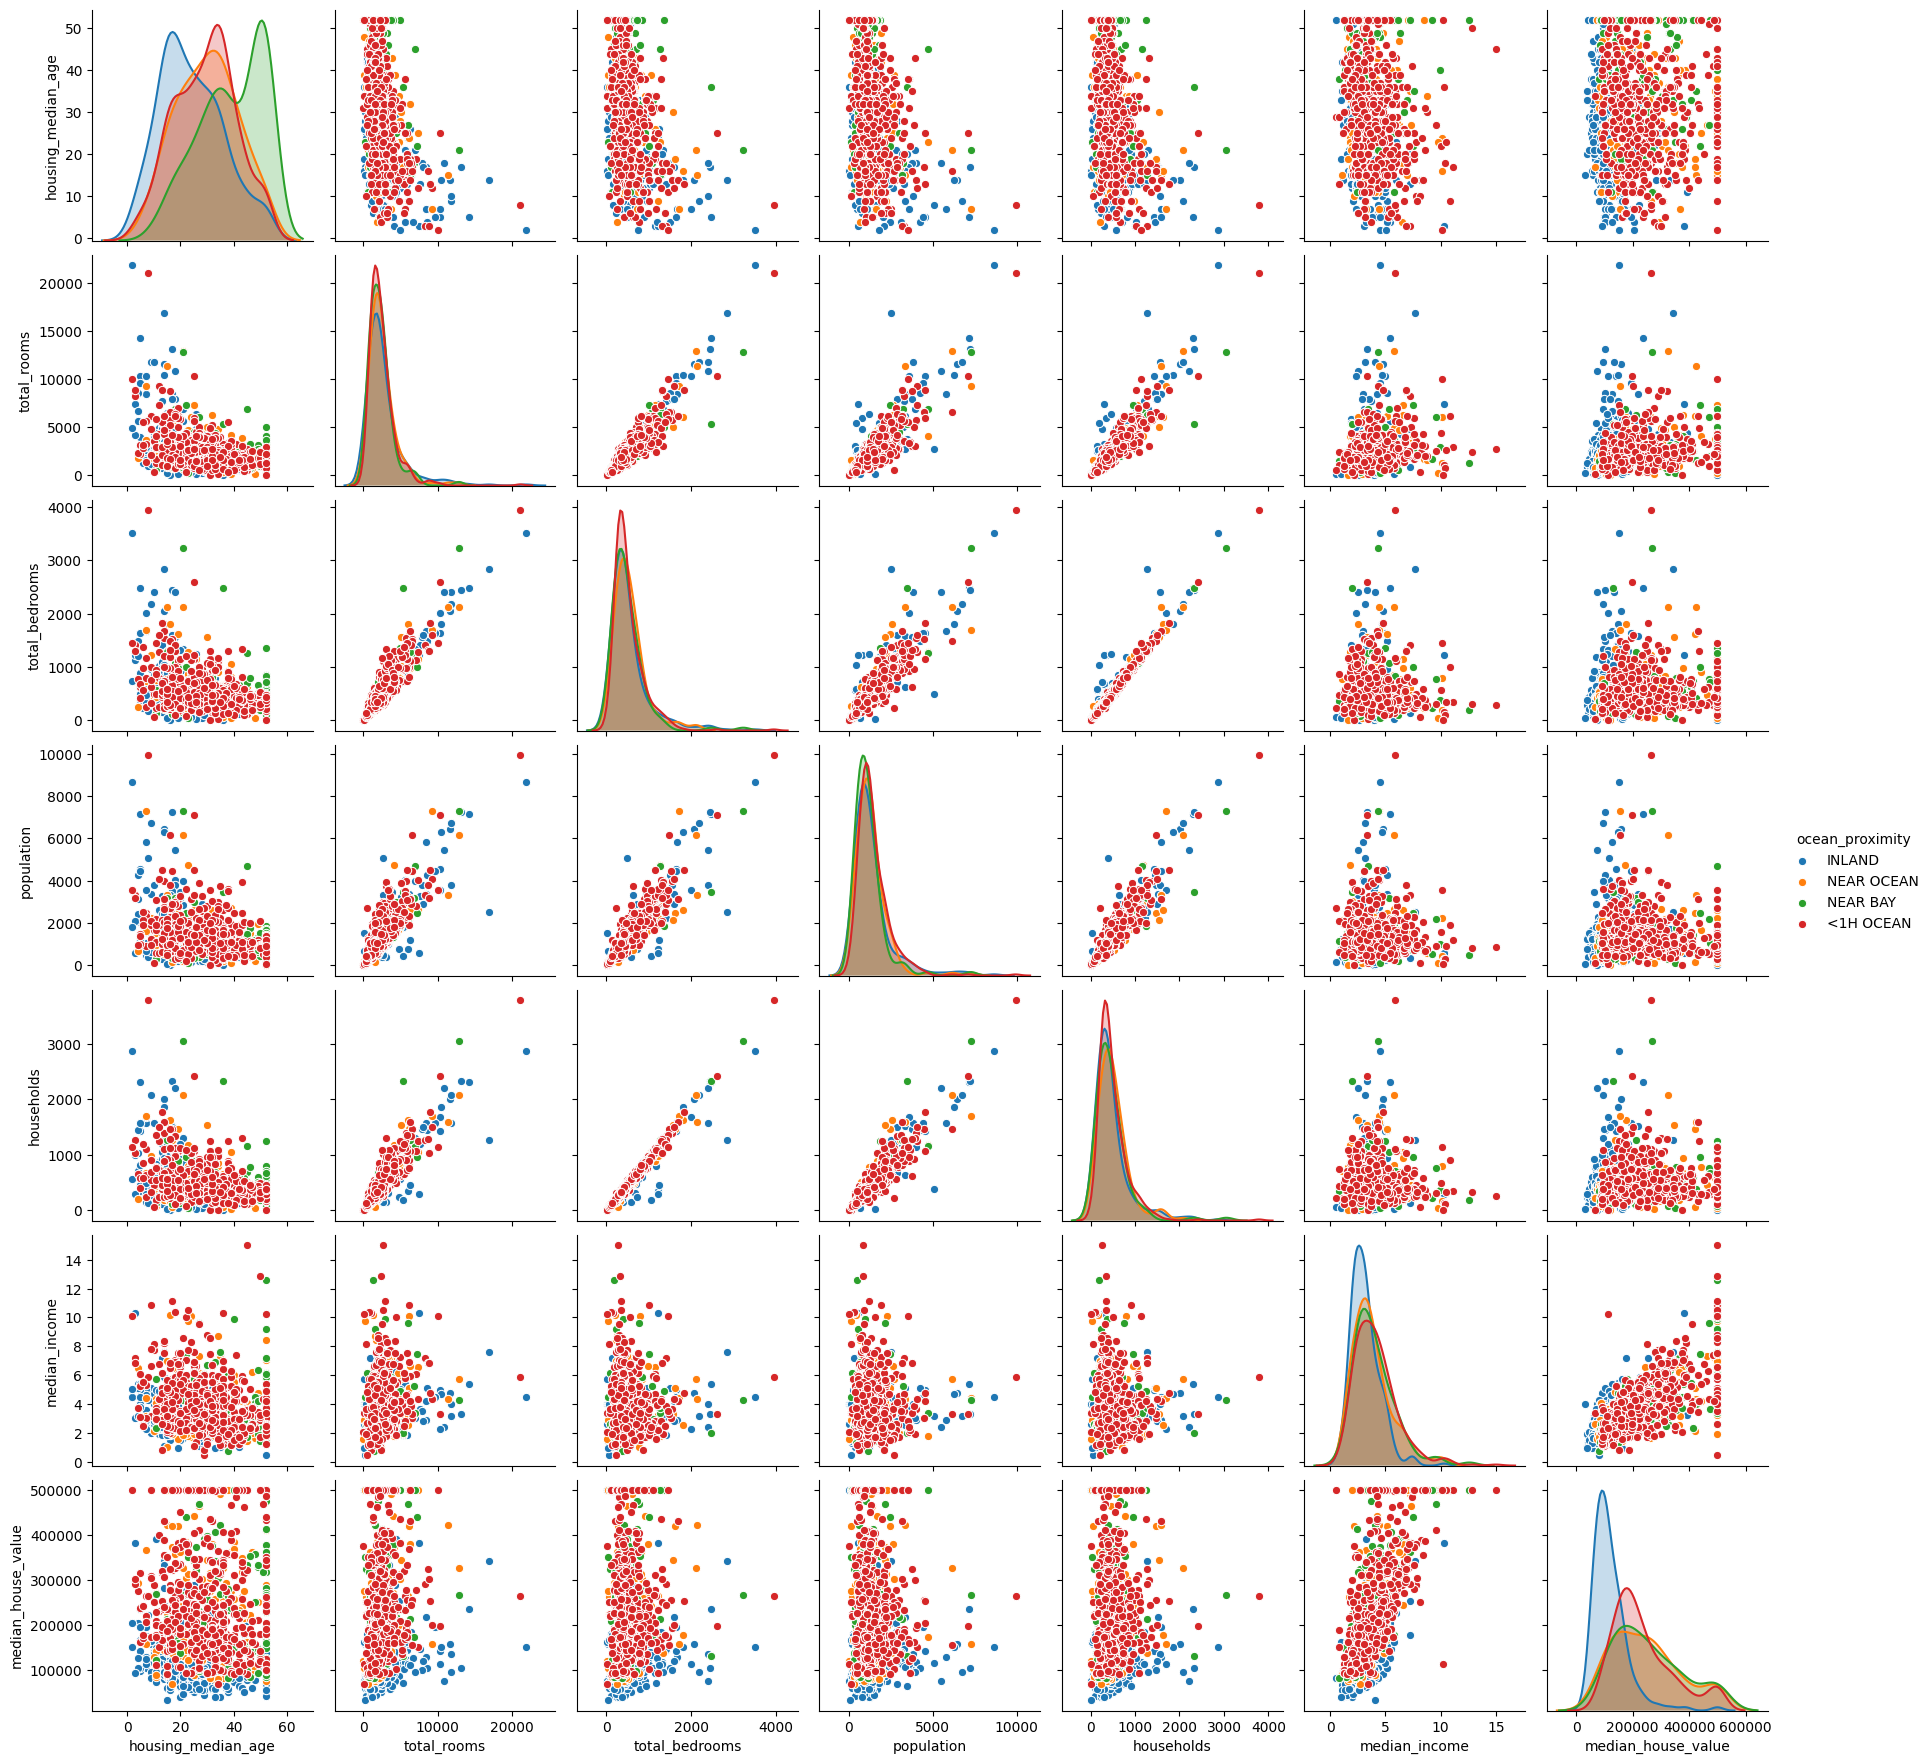 50
40
30
20
10
0
housing_median_age
20000
15000
10000
5000
0
total_rooms
4000
3000
2000
1000
0
total_bedrooms
10000
8000
6000
4000
2000
0
population
ocean_proximity
INLAND
NEAR OCEAN
NEAR BAY
<1H OCEAN
3000
2000
1000
0
households
14
12
10
8
6
4
2
0
median_income
500000
400000
300000
200000
100000
median_house_value
0 20 40 60
housing_median_age
0 10000 20000
total_rooms
0 2000 4000
total_bedrooms
0 5000 10000
population
0 1000 2000 3000 4000
households
0 5 10 15
median_income
0 200000 400000 600000
median_house_value